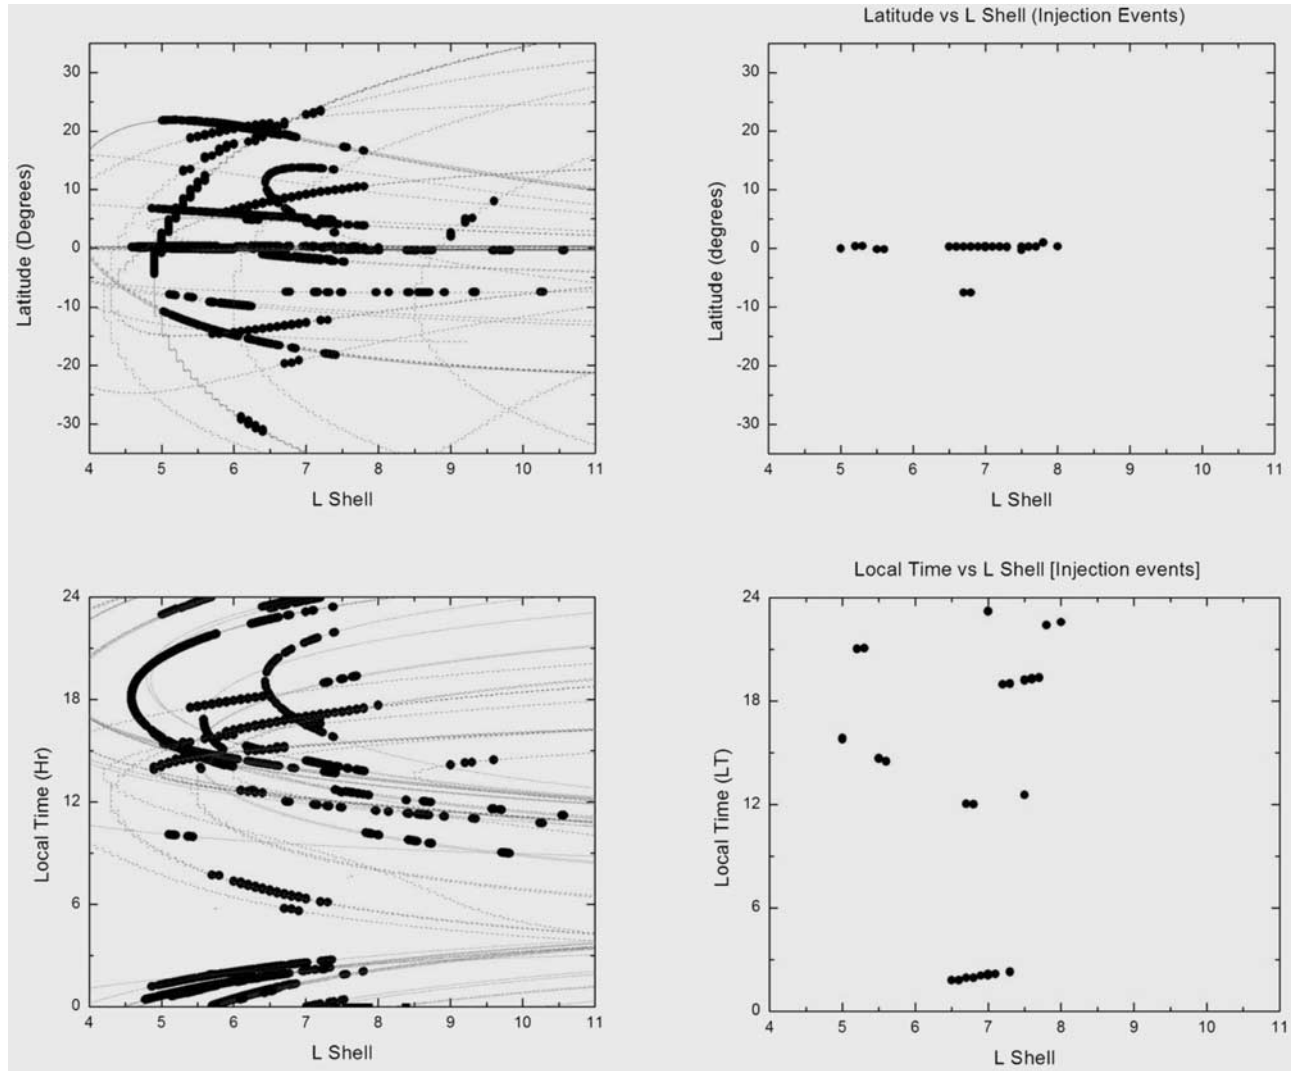 Latitude vs L Shell (Injection Events)
30
20
10
0
-10
-20
-30
Latitude (Degrees)
4 5 6 7 8 9 10 11
L Shell
30
20
10
0
-10
-20
-30
Latitude (degrees)
4 5 6 7 8 9 10 11
L Shell
24
18
12
6
0
Local Time (Hr)
4 5 6 7 8 9 10 11
L Shell
Local Time vs L Shell [Injection events]
24
18
12
6
0
Local Time (LT)
4 5 6 7 8 9 10 11
L Shell